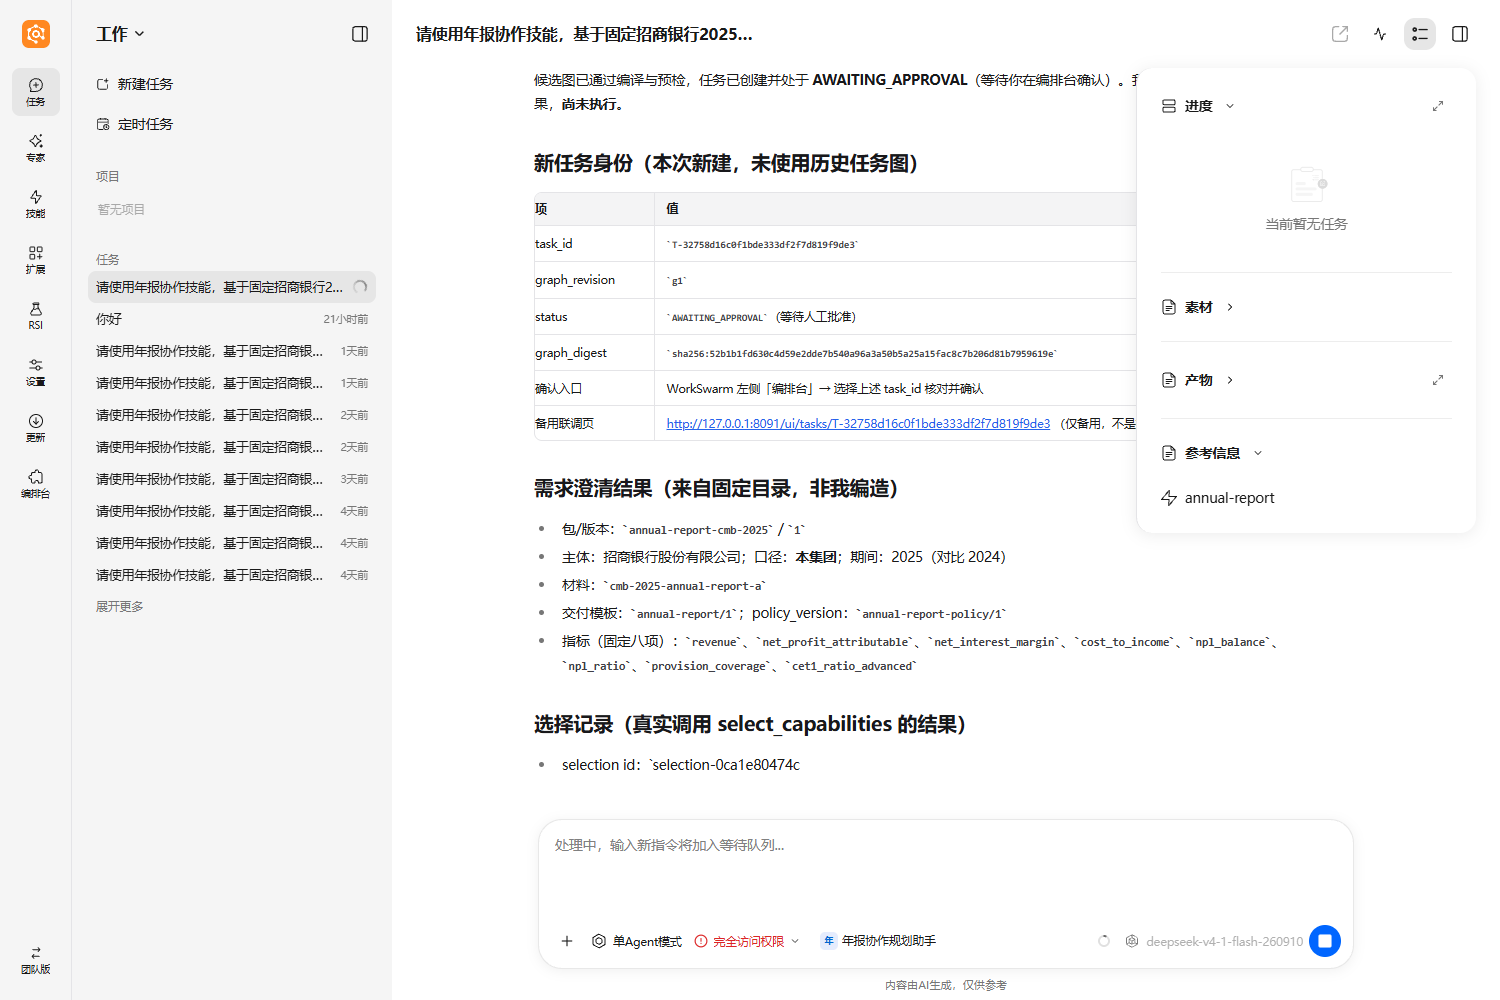 任务
专家
技能
扩展
RSI
设置
更新
编排台
团队版
工作
新建任务
定时任务
项目
暂无项目
任务
请使用年报协作技能，基于固定招商银行2...
你好 21小时前
请使用年报协作技能，基于固定招商银... 1天前
请使用年报协作技能，基于固定招商银... 1天前
请使用年报协作技能，基于固定招商银... 2天前
请使用年报协作技能，基于固定招商银... 2天前
请使用年报协作技能，基于固定招商银... 3天前
请使用年报协作技能，基于固定招商银... 4天前
请使用年报协作技能，基于固定招商银... 4天前
请使用年报协作技能，基于固定招商银... 4天前
展开更多
请使用年报协作技能，基于固定招商银行2025...
候选图已通过编译与预检，任务已创建并处于 AWAITING_APPROVAL（等待你在编排台确认）。
果，尚未执行。
新任务身份（本次新建，未使用历史任务图）
项 值
task_id `T-32758d16c0f1bde333df2f7d819f9de3`
graph_revision `g1`
status `AWAITING_APPROVAL`（等待人工批准）
graph_digest `sha256:52b1b1fd630c4d59e2dde7b540a96a3a50b5a25a15fac8c7b206d81b7959619e`
确认入口 WorkSwarm 左侧「编排台」→ 选择上述 task_id 核对并确认
备用联调页 http://127.0.0.1:8091/ui/tasks/T-32758d16c0f1bde333df2f7d819f9de3 （仅备用，不是
需求澄清结果（来自固定目录，非我编造）
• 包/版本：`annual-report-cmb-2025` / `1`
• 主体：招商银行股份有限公司；口径：本集团；期间：2025（对比 2024）
• 材料：`cmb-2025-annual-report-a`
• 交付模板：`annual-report/1`；policy_version：`annual-report-policy/1`
• 指标（固定八项）：`revenue`、`net_profit_attributable`、`net_interest_margin`、`cost_to_income`、`npl_balance`、
`npl_ratio`、`provision_coverage`、`cet1_ratio_advanced`
选择记录（真实调用 select_capabilities 的结果）
• selection id：`selection-0ca1e80474c
处理中，输入新指令将加入等待队列...
单Agent模式 完全访问权限 年 年报协作规划助手 deepseek-v4-1-flash-260910
内容由AI生成，仅供参考
进度
当前暂无任务
素材
产物
参考信息
annual-report